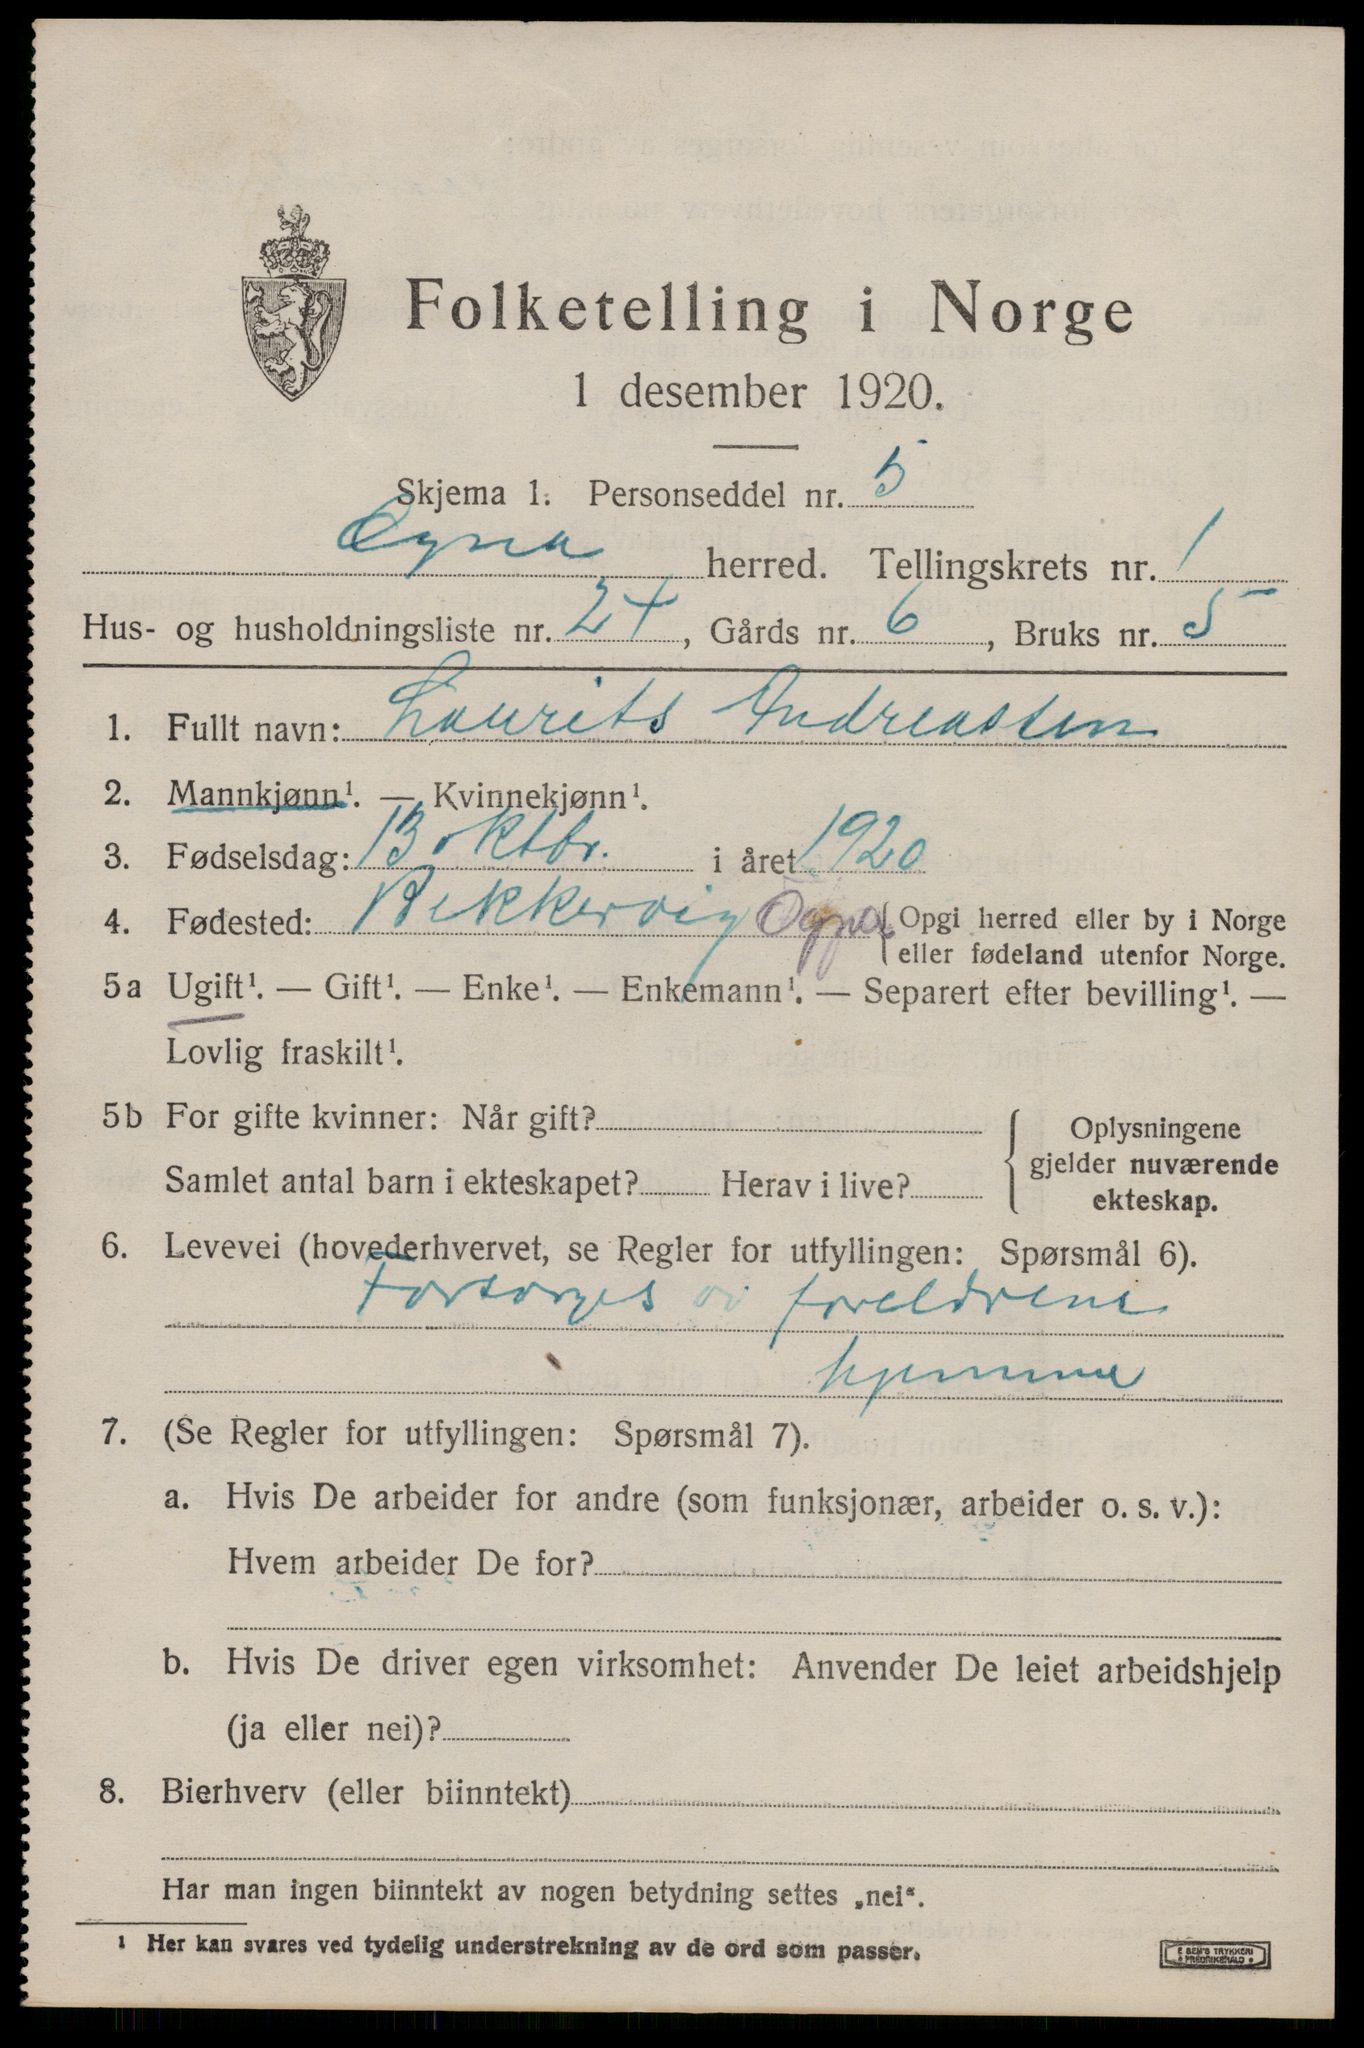 Folketelling i Norge
1 desember 1920.
Skjema 1. Personseddel nr. 5
Ogna herred. Tellingskrets nr. 1
Hus- og husholdningsliste nr. 24, Gårds nr. 6, Bruks nr. 5
1. Fullt navn: Laurits Andreassen
2. Mannkjønn¹. — Kvinnekjønn¹.
3. Fødselsdag: 13 oktbr. i året 1920
4. Fødested: Bekkervig Ogna {Opgi herred eller by i Norge
eller fødeland utenfor Norge.
5a Ugift¹. — Gift¹. — Enke¹. — Enkemann¹. — Separert efter bevilling¹. —
Lovlig fraskilt¹.
5b For gifte kvinner: Når gift?
Samlet antal barn i ekteskapet? Herav i live?
Oplysningene
gjelder nuværende
ekteskap.
6. Levevei (hovederhvervet, se Regler for utfyllingen: Spørsmål 6).
Forsørges av foreldrene
hjemme
7. (Se Regler for utfyllingen: Spørsmål 7).
a. Hvis De arbeider for andre (som funksjonær, arbeider o. s. v.):
Hvem arbeider De for?
b. Hvis De driver egen virksomhet: Anvender De leiet arbeidshjelp
(ja eller nei)?
8. Bierhverv (eller biinntekt)
Har man ingen biinntekt av nogen betydning settes „nei“.
¹ Her kan svares ved tydelig understrekning av de ord som passer.
E SEM'S TRYKKERI
FREDRIKSHALD